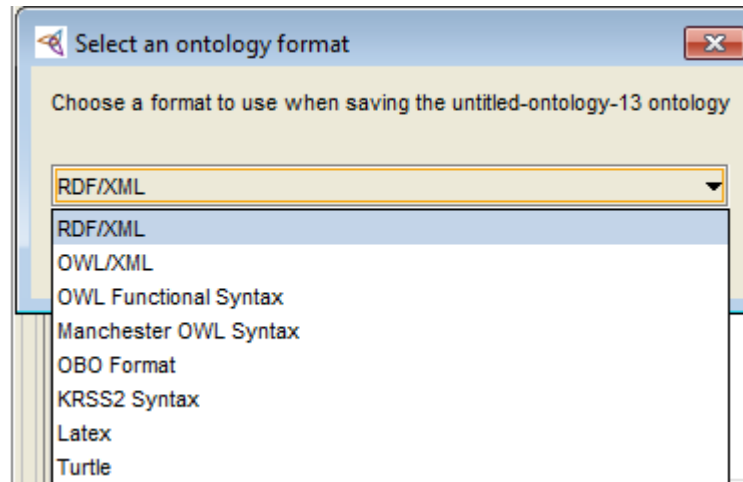 Select an ontology format
Choose a format to use when saving the untitled-ontology-13 ontology
RDF/XML
RDF/XML
OWL/XML
OWL Functional Syntax
Manchester OWL Syntax
OBO Format
KRSS2 Syntax
Latex
Turtle